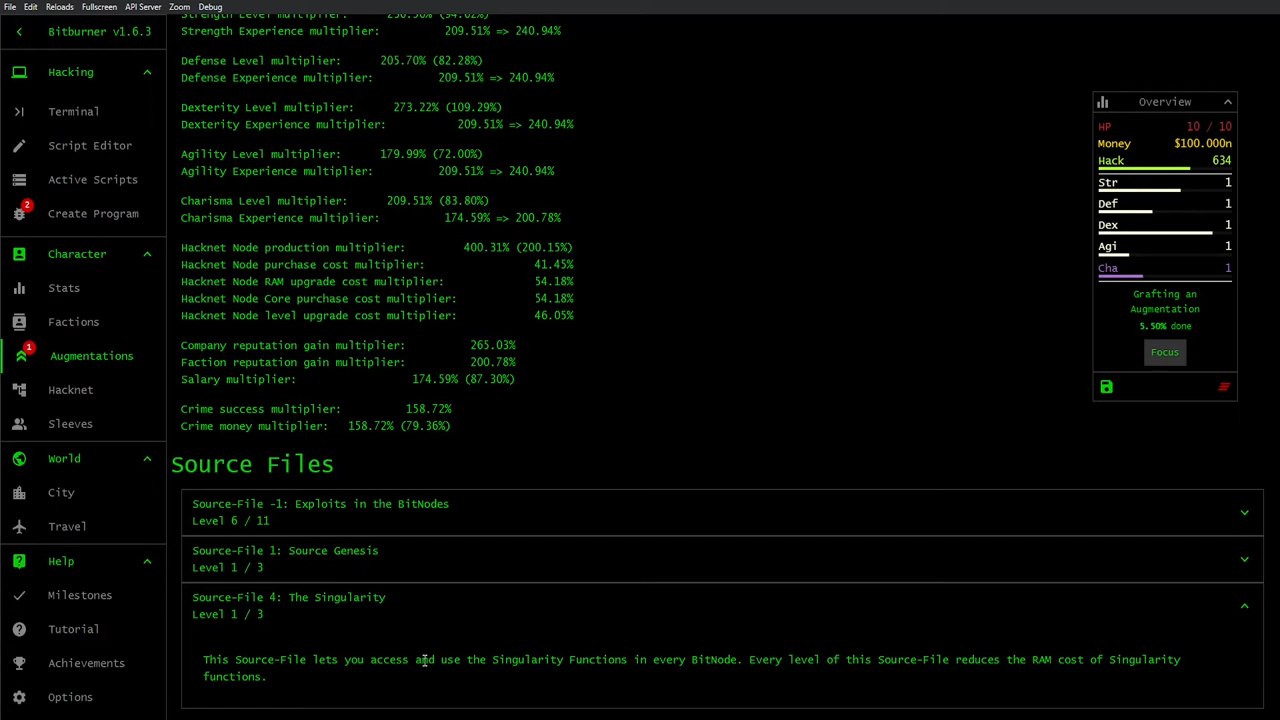 File Edit Reloads Fullscreen API Server Zoom Debug
Bitburner v1.6.3
Hacking
Terminal
Script Editor
Active Scripts
2
Create Program
Character
Stats
Factions
1
Augmentations
Hacknet
Sleeves
World
City
Travel
Help
Milestones
Tutorial
Achievements
Options
Strength Experience multiplier: 209.51% => 240.94%
Defense Level multiplier: 205.70% (82.28%)
Defense Experience multiplier: 209.51% => 240.94%
Dexterity Level multiplier: 273.22% (109.29%)
Dexterity Experience multiplier: 209.51% => 240.94%
Agility Level multiplier: 179.99% (72.00%)
Agility Experience multiplier: 209.51% => 240.94%
Charisma Level multiplier: 209.51% (83.80%)
Charisma Experience multiplier: 174.59% => 200.78%
Hacknet Node production multiplier: 400.31% (200.15%)
Hacknet Node purchase cost multiplier: 41.45%
Hacknet Node RAM upgrade cost multiplier: 54.18%
Hacknet Node Core purchase cost multiplier: 54.18%
Hacknet Node level upgrade cost multiplier: 46.05%
Company reputation gain multiplier: 265.03%
Faction reputation gain multiplier: 200.78%
Salary multiplier: 174.59% (87.30%)
Crime success multiplier: 158.72%
Crime money multiplier: 158.72% (79.36%)
Source Files
Source-File -1: Exploits in the BitNodes
Level 6 / 11
Source-File 1: Source Genesis
Level 1 / 3
Source-File 4: The Singularity
Level 1 / 3
This Source-File lets you access and use the Singularity Functions in every BitNode. Every level of this Source-File reduces the RAM cost of Singularity
functions.
Overview
HP 10 / 10
Money $100.000n
Hack 634
Str 1
Def 1
Dex 1
Agi 1
Cha 1
Grafting an
Augmentation
5.50% done
Focus